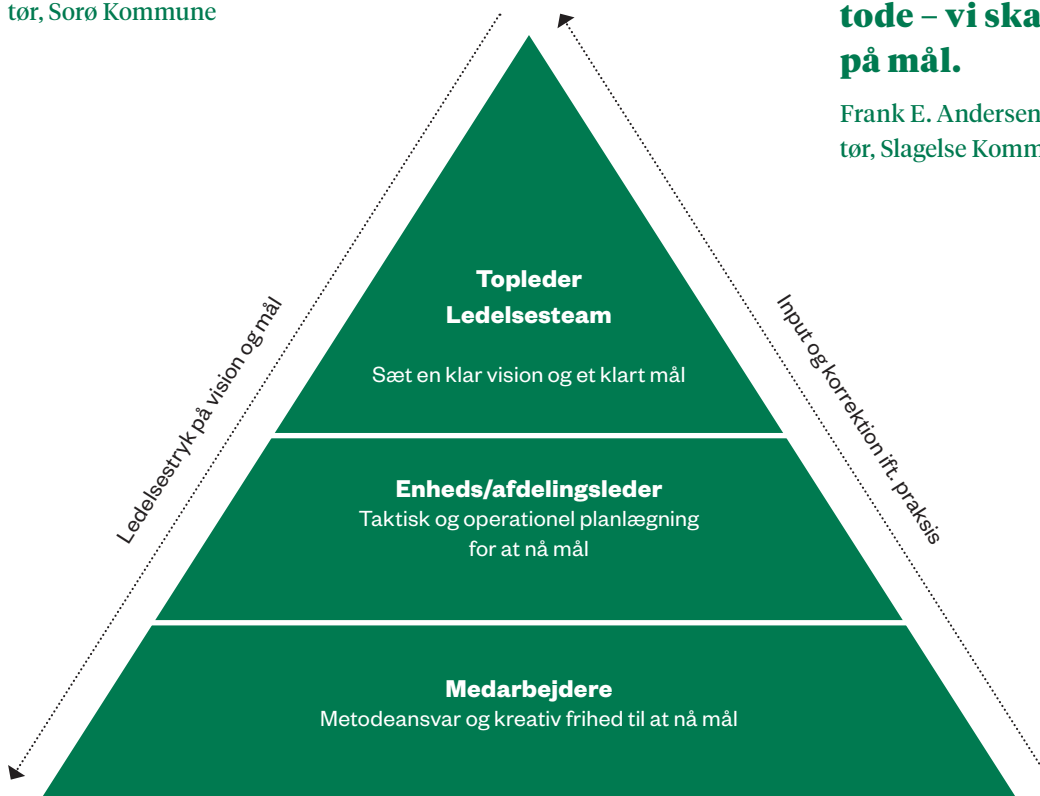 tør, Sorø Kommune
tode – vi ska
på mål.
Frank E. Andersen
tør, Slagelse Komm
Topleder
Ledelsesteam
Sæt en klar vision og et klart mål
Ledelsestryk på vision og mål
Input og korrektion ift. praksis
Enheds/afdelingsleder
Taktisk og operationel planlægning
for at nå mål
Medarbejdere
Metodeansvar og kreativ frihed til at nå mål